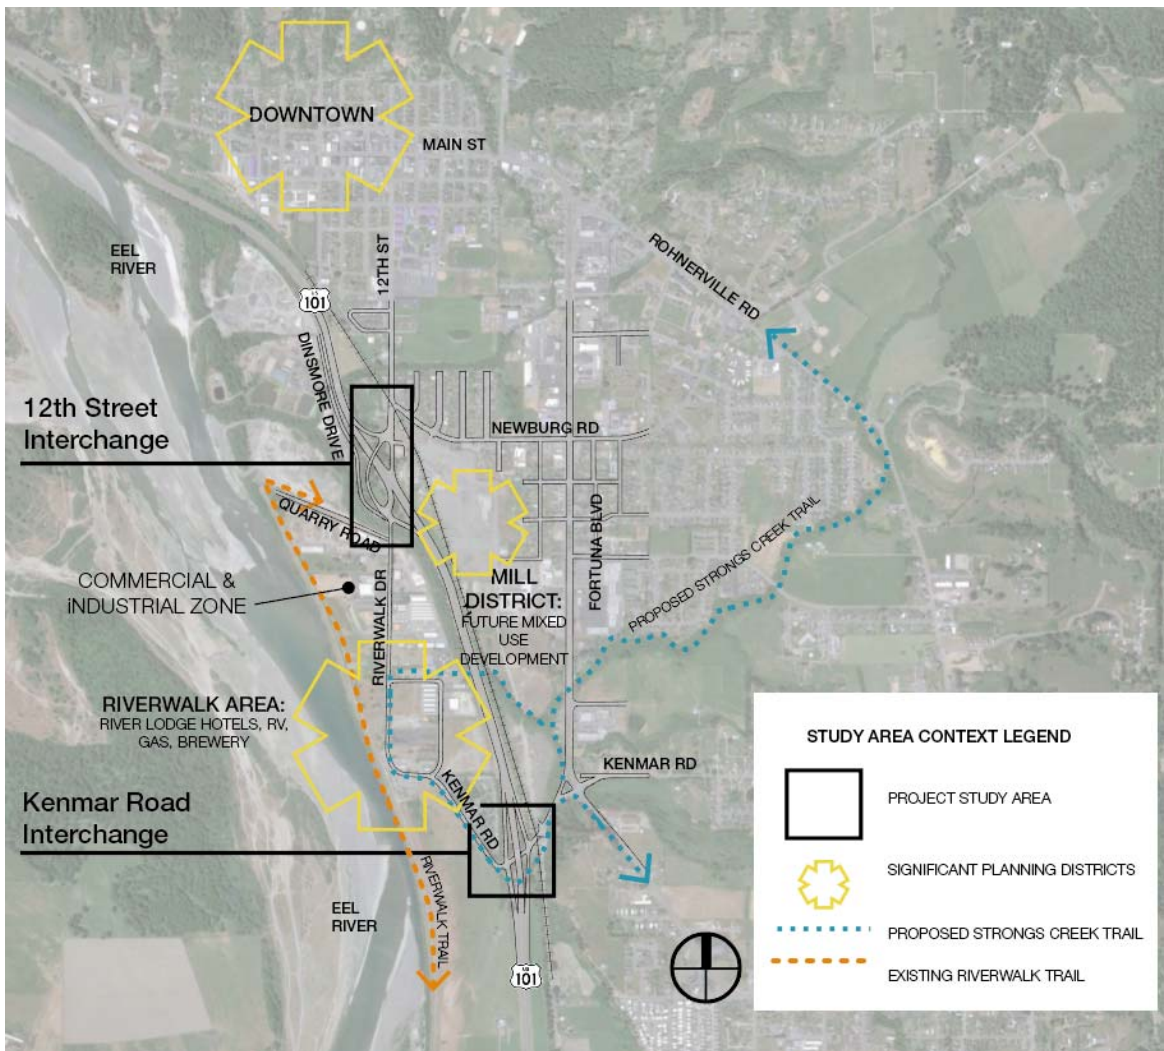 DOWNTOWN
MAIN ST
EEL
RIVER
12TH ST
ROHNERVILLE RD
US
101
DINSMORE DRIVE
12th Street
Interchange
NEWBURG RD
QUARRY ROAD
FORTUNA BLVD
PROPOSED STRONGS CREEK TRAIL
COMMERCIAL &
iNDUSTRIAL ZONE
RIVERWALK DR
MILL
DISTRICT:
FUTURE MIXED
USE
DEVELOPMENT
RIVERWALK AREA:
RIVER LODGE HOTELS, RV,
GAS, BREWERY
KENMAR RD
KENMAR RD
Kenmar Road
Interchange
RIVERWALK TRAIL
EEL
RIVER
US
101
STUDY AREA CONTEXT LEGEND
PROJECT STUDY AREA
SIGNIFICANT PLANNING DISTRICTS
PROPOSED STRONGS CREEK TRAIL
EXISTING RIVERWALK TRAIL